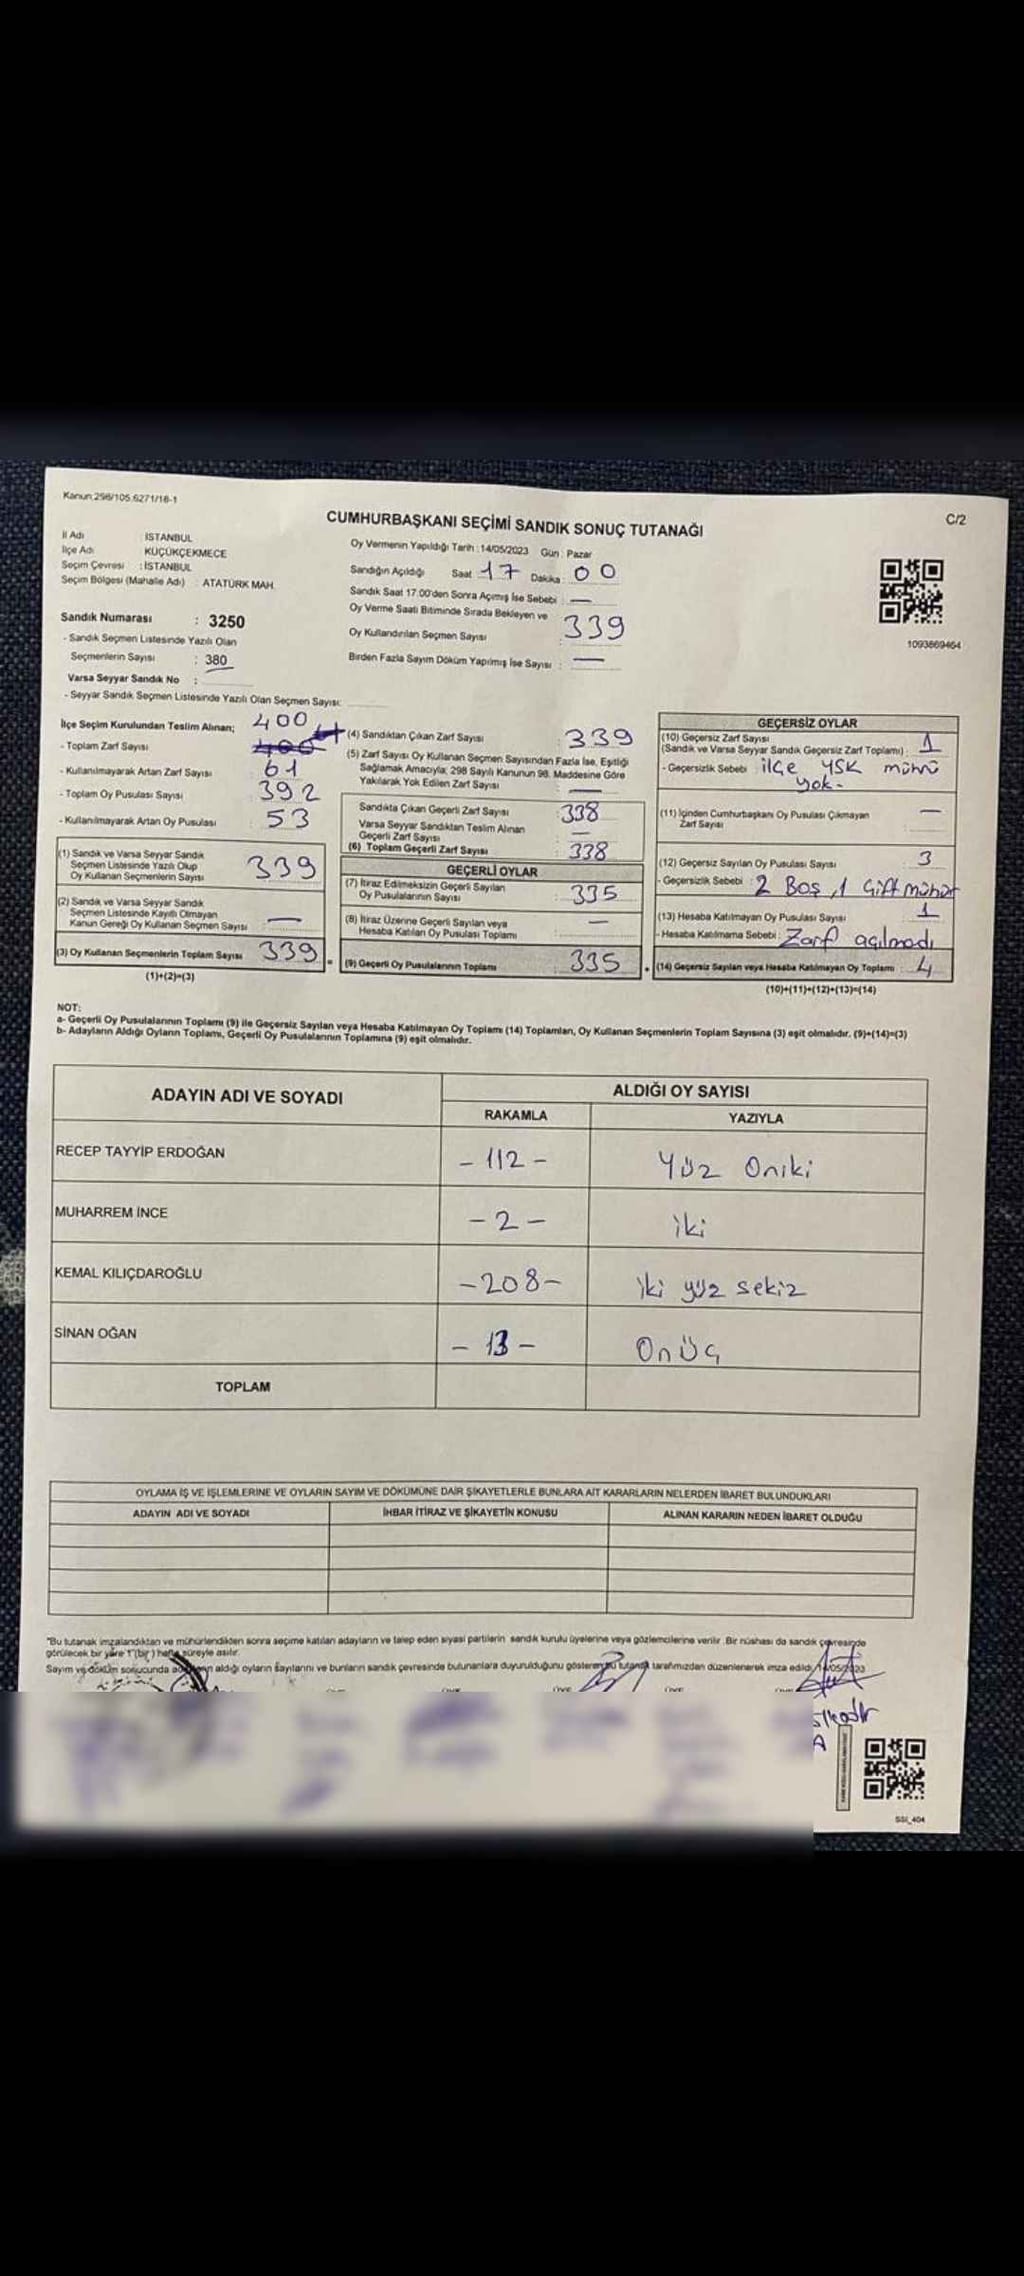 Kanun:298/105.6271/16-1
C/2
CUMHURBAŞKANI SEÇİMİ SANDIK SONUÇ TUTANAĞI
İl Adı İSTANBUL
İlçe Adı KÜÇÜKÇEKMECE
Seçim Çevresi : İSTANBUL
Seçim Bölgesi (Mahalle Adı) : ATATÜRK MAH.
Sandık Numarası : 3250
- Sandık Seçmen Listesinde Yazılı Olan
Seçmenlerin Sayısı : 380
Varsa Seyyar Sandık No :
- Seyyar Sandık Seçmen Listesinde Yazılı Olan Seçmen Sayısı:
Oy Vermenin Yapıldığı Tarih : 14/05/2023 Gün : Pazar
Sandığın Açıldığı Saat 17 Dakika : 00
Sandık Saat 17.00'den Sonra Açımış İse Sebebi : —
Oy Verme Saati Bitiminde Sırada Bekleyen ve
Oy Kullandırılan Seçmen Sayısı : 339
Birden Fazla Sayım Döküm Yapılmış İse Sayısı : —
1093869464
İlçe Seçim Kurulundan Teslim Alınan; 400
- Toplam Zarf Sayısı 400
- Kullanılmayarak Artan Zarf Sayısı : 61
- Toplam Oy Pusulası Sayısı : 392
- Kullanılmayarak Artan Oy Pusulası : 53
(1) Sandık ve Varsa Seyyar Sandık
Seçmen Listesinde Yazılı Olup
Oy Kullanan Seçmenlerin Sayısı 339
(2) Sandık ve Varsa Seyyar Sandık
Seçmen Listesinde Kayıtlı Olmayan
Kanun Gereği Oy Kullanan Seçmen Sayısı —
(3) Oy Kullanan Seçmenlerin Toplam Sayısı 339
(1)+(2)=(3)
(4) Sandıktan Çıkan Zarf Sayısı : 339
(5) Zarf Sayısı Oy Kullanan Seçmen Sayısından Fazla İse, Eşitliği
Sağlamak Amacıyla; 298 Sayılı Kanunun 98. Maddesine Göre
Yakılarak Yok Edilen Zarf Sayısı : —
Sandıkta Çıkan Geçerli Zarf Sayısı : 338
Varsa Seyyar Sandıktan Teslim Alınan
Geçerli Zarf Sayısı : —
(6) Toplam Geçerli Zarf Sayısı : 338
GEÇERLİ OYLAR
(7) İtiraz Edilmeksizin Geçerli Sayılan
Oy Pusulalarının Sayısı : 335
(8) İtiraz Üzerine Geçerli Sayılan veya
Hesaba Katılan Oy Pusulası Toplamı —
(9) Geçerli Oy Pusulalarının Toplamı 335
GEÇERSİZ OYLAR
(10) Geçersiz Zarf Sayısı
(Sandık ve Varsa Seyyar Sandık Geçersiz Zarf Toplamı) : 1
- Geçersizlik Sebebi : ilçe YSK mührü
yok-
(11) İçinden Cumhurbaşkanı Oy Pusulası Çıkmayan
Zarf Sayısı —
(12) Geçersiz Sayılan Oy Pusulası Sayısı : 3
- Geçersizlik Sebebi : 2 Boş, 1 Çift mühür
(13) Hesaba Katılmayan Oy Pusulası Sayısı : 1
- Hesaba Katılmama Sebebi : Zarf açılmadı
(14) Geçersiz Sayılan veya Hesaba Katılmayan Oy Toplamı : 4
(10)+(11)+(12)+(13)=(14)
NOT:
a- Geçerli Oy Pusulalarının Toplamı (9) ile Geçersiz Sayılan veya Hesaba Katılmayan Oy Toplamı (14) Toplamları, Oy Kullanan Seçmenlerin Toplam Sayısına (3) eşit olmalıdır. (9)+(14)=(3)
b- Adayların Aldığı Oyların Toplamı, Geçerli Oy Pusulalarının Toplamına (9) eşit olmalıdır.
ADAYIN ADI VE SOYADI
ALDIĞI OY SAYISI
RAKAMLA YAZIYLA
RECEP TAYYİP ERDOĞAN -112- Yüz Oniki
MUHARREM İNCE -2- iki
KEMAL KILIÇDAROĞLU -208- iki yüz sekiz
SİNAN OĞAN -13- Onüç
TOPLAM
OYLAMA İŞ VE İŞLEMLERİNE VE OYLARIN SAYIM VE DÖKÜMÜNE DAİR ŞİKAYETLERLE BUNLARA AİT KARARLARIN NELERDEN İBARET BULUNDUKLARI
ADAYIN ADI VE SOYADI İHBAR İTİRAZ VE ŞİKAYETİN KONUSU ALINAN KARARIN NEDEN İBARET OLDUĞU
"Bu tutanak imzalandıktan ve mühürlendikten sonra seçime katılan adayların ve talep eden siyasi partilerin sandık kurulu üyelerine veya gözlemcilerine verilir. Bir nüshası da sandık çevresinde
görülecek bir yere 1 (bir) hafta süreyle asılır.
Sayım ve döküm sonucunda adayların aldığı oyların sayılarını ve bunların sandık çevresinde bulunanlara duyurulduğunu gösteren bu tutanak tarafımızdan düzenlenerek imza edildi. 14/05/2023
SSİ_404